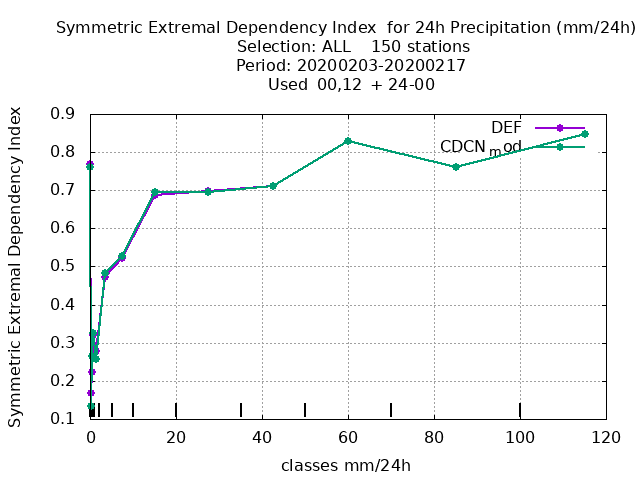 Symmetric Extremal Dependency Index  for 24h Precipitation (mm/24h)
Selection: ALL    150 stations
Period: 20200203-20200217
Used  00,12  + 24-00
Symmetric Extremal Dependency Index
0.9
0.8
0.7
0.6
0.5
0.4
0.3
0.2
0.1
DEF
CDCNmod
0 20 40 60 80 100 120
classes mm/24h